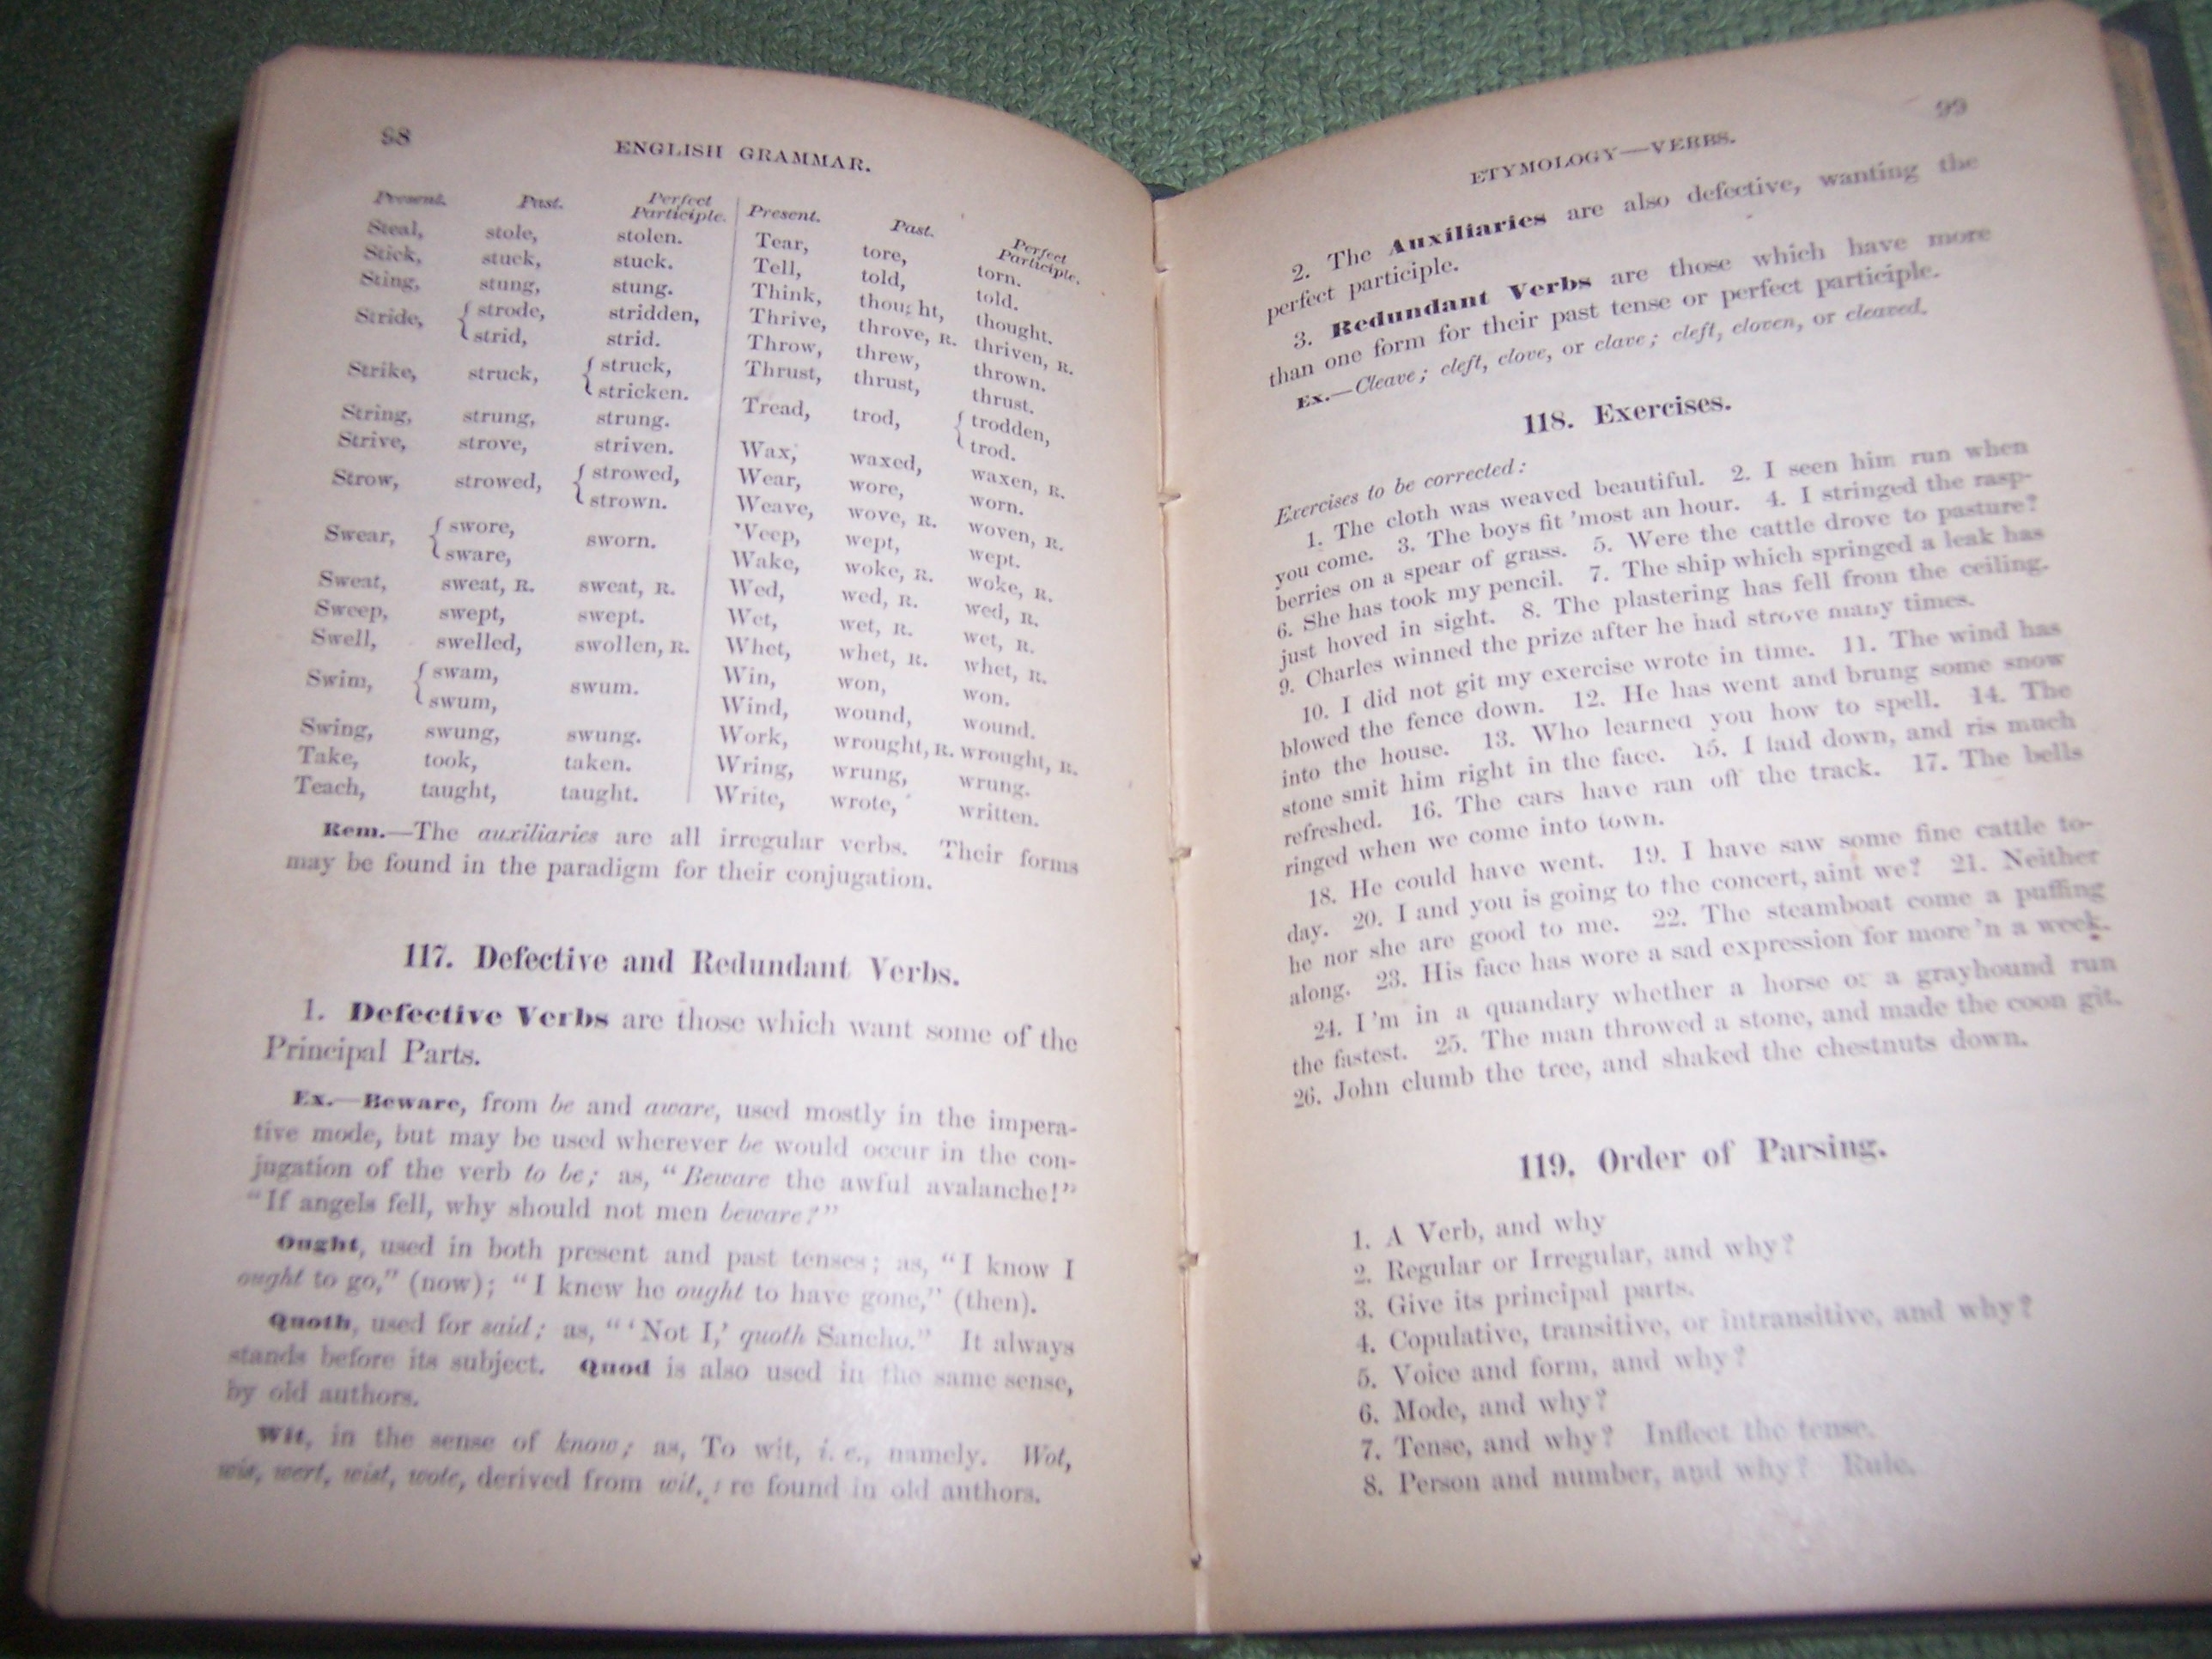 98
ENGLISH GRAMMAR.
Present. Past. Perfect Participle.
Steal, stole, stolen.
Stick, stuck, stuck.
Sting, stung, stung.
Stride, { strode, stridden,
strid, strid.
Strike, struck, { struck,
stricken.
String, strung, strung.
Strive, strove, striven.
Strow, strowed, { strowed,
strown.
Swear, { swore, sworn.
sware,
Sweat, sweat, R. sweat, R.
Sweep, swept, swept.
Swell, swelled, swollen, R.
Swim, { swam, swum.
swum,
Swing, swung, swung.
Take, took, taken.
Teach, taught, taught.
Present. Past. Perfect Participle.
Tear, tore, torn.
Tell, told, told.
Think, thought, thought.
Thrive, throve, R. thriven, R.
Throw, threw, thrown.
Thrust, thrust, thrust.
Tread, trod, { trodden,
trod.
Wax, waxed, waxen, R.
Wear, wore, worn.
Weave, wove, R. woven, R.
Weep, wept, wept.
Wake, woke, R. woke, R.
Wed, wed, R. wed, R.
Wet, wet, R. wet, R.
Whet, whet, R. whet, R.
Win, won, won.
Wind, wound, wound.
Work, wrought, R. wrought, R.
Wring, wrung, wrung.
Write, wrote, written.
Rem.—The auxiliaries are all irregular verbs. Their forms
may be found in the paradigm for their conjugation.
117. Defective and Redundant Verbs.
1. Defective Verbs are those which want some of the
Principal Parts.
Ex.—Beware, from be and aware, used mostly in the impera-
tive mode, but may be used wherever be would occur in the con-
jugation of the verb to be; as, "Beware the awful avalanche!"
"If angels fell, why should not men beware?"
Ought, used in both present and past tenses; as, "I know I
ought to go," (now); "I knew he ought to have gone," (then).
Quoth, used for said; as, "'Not I,' quoth Sancho." It always
stands before its subject. Quod is also used in the same sense,
by old authors.
Wit, in the sense of know; as, To wit, i. e., namely. Wot,
wis, wert, wist, wote, derived from wit, are found in old authors.
ETYMOLOGY—VERBS.
99
2. The Auxiliaries are also defective, wanting the
perfect participle.
3. Redundant Verbs are those which have more
than one form for their past tense or perfect participle.
Ex.—Cleave; cleft, clove, or clave; cleft, cloven, or cleaved.
118. Exercises.
Exercises to be corrected:
1. The cloth was weaved beautiful. 2. I seen him run when
you come. 3. The boys fit 'most an hour. 4. I stringed the rasp-
berries on a spear of grass. 5. Were the cattle drove to pasture?
6. She has took my pencil. 7. The ship which springed a leak has
just hoved in sight. 8. The plastering has fell from the ceiling.
9. Charles winned the prize after he had strove many times.
10. I did not git my exercise wrote in time. 11. The wind has
blowed the fence down. 12. He has went and brung some snow
into the house. 13. Who learned you how to spell. 14. The
stone smit him right in the face. 15. I laid down, and ris much
refreshed. 16. The cars have ran off the track. 17. The bells
ringed when we come into town.
18. He could have went. 19. I have saw some fine cattle to-
day. 20. I and you is going to the concert, aint we? 21. Neither
he nor she are good to me. 22. The steamboat come a puffing
along. 23. His face has wore a sad expression for more'n a week.
24. I'm in a quandary whether a horse or a grayhound run
the fastest. 25. The man throwed a stone, and made the coon git.
26. John clumb the tree, and shaked the chestnuts down.
119. Order of Parsing.
1. A Verb, and why
2. Regular or Irregular, and why?
3. Give its principal parts.
4. Copulative, transitive, or intransitive, and why?
5. Voice and form, and why?
6. Mode, and why?
7. Tense, and why? Inflect the tense.
8. Person and number, and why? Rule.